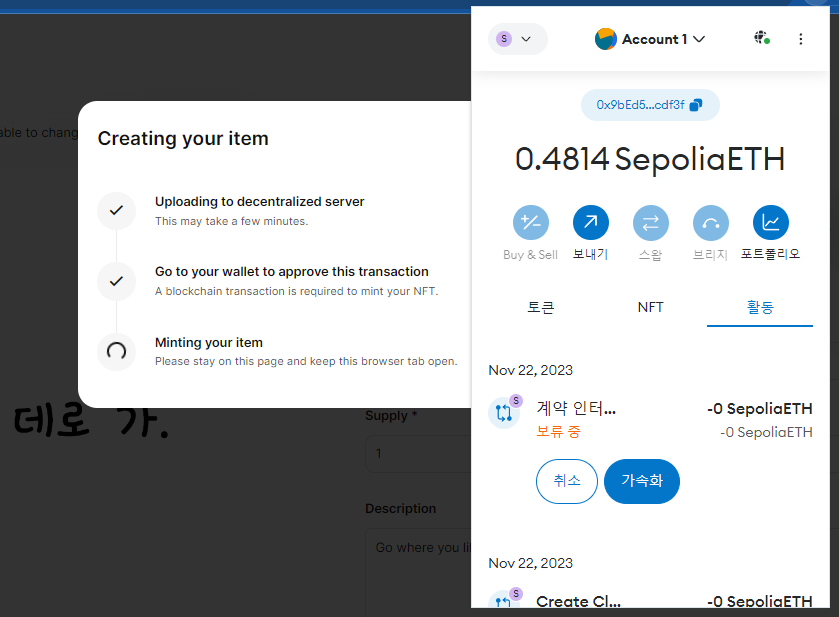 able to chang
Creating your item
Uploading to decentralized server
This may take a few minutes.
Go to your wallet to approve this transaction
A blockchain transaction is required to mint your NFT.
Minting your item
Please stay on this page and keep this browser tab open.
데로 가.
Supply *
1
Description
Go where you li
S
Account 1
0x9bEd5...cdf3f
0.4814 SepoliaETH
Buy & Sell
보내기
스왑
브리지
포트폴리오
토큰
NFT
활동
Nov 22, 2023
S
계약 인터...
-0 SepoliaETH
보류 중
-0 SepoliaETH
취소
가속화
Nov 22, 2023
S
Create Cl...
-0 SepoliaETH